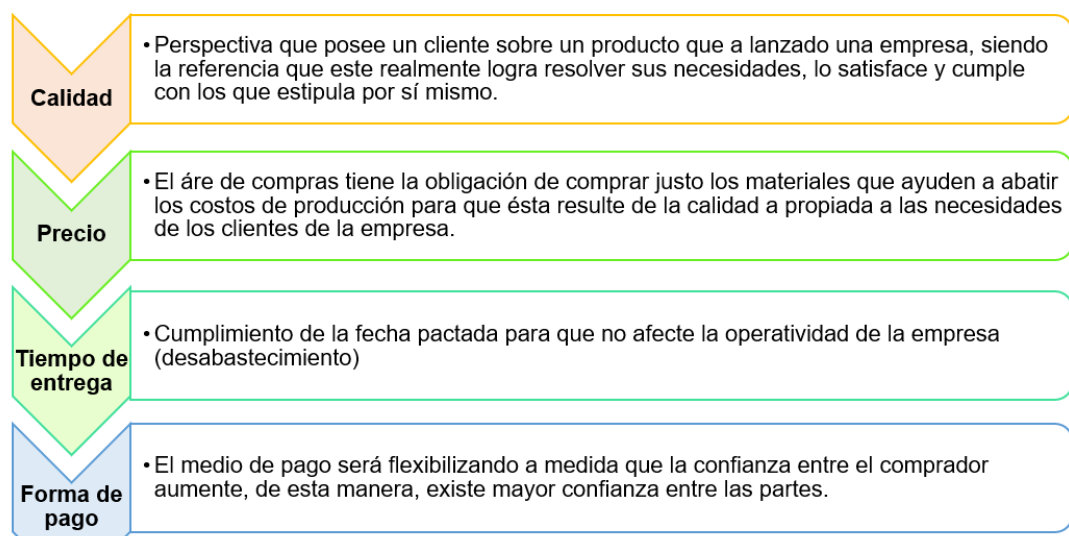 Calidad
• Perspectiva que posee un cliente sobre un producto que a lanzado una empresa, siendo
la referencia que este realmente logra resolver sus necesidades, lo satisface y cumple
con los que estipula por sí mismo.
Precio
• El áre de compras tiene la obligación de comprar justo los materiales que ayuden a abatir
los costos de producción para que ésta resulte de la calidad a propiada a las necesidades
de los clientes de la empresa.
Tiempo de
entrega
• Cumplimiento de la fecha pactada para que no afecte la operatividad de la empresa
(desabastecimiento)
Forma de
pago
• El medio de pago será flexibilizando a medida que la confianza entre el comprador
aumente, de esta manera, existe mayor confianza entre las partes.